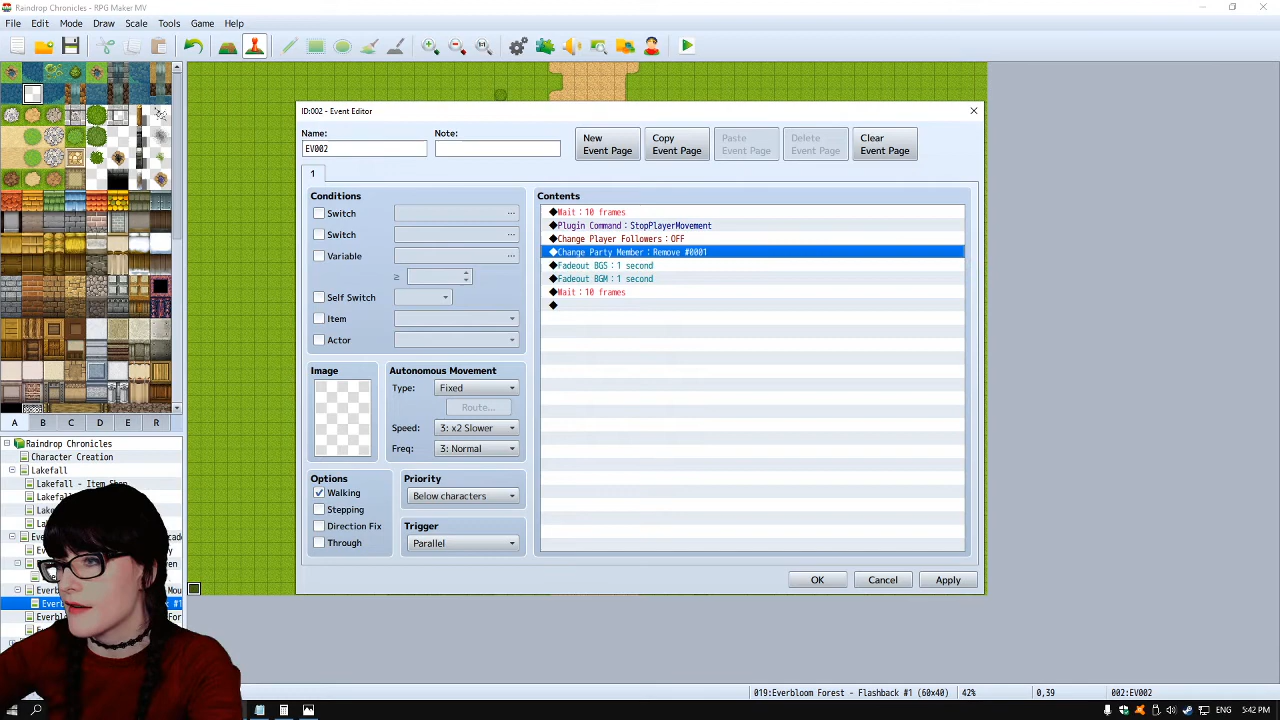 Raindrop Chronicles - RPG Maker MV
File Edit Mode Draw Scale Tools Game Help
ID:002 - Event Editor
Name:
Note:
EV002
New
Event Page
Copy
Event Page
Paste
Event Page
Delete
Event Page
Clear
Event Page
1
Conditions
Switch ...
Switch ...
Variable ...
≥
Self Switch
Item
Actor
Image
Autonomous Movement
Type: Fixed
Route...
Speed: 3: x2 Slower
Freq: 3: Normal
Options
Walking
Stepping
Direction Fix
Through
Priority
Below characters
Trigger
Parallel
Contents
◆Wait：10 frames
◆Plugin Command：StopPlayerMovement
◆Change Player Followers：OFF
◆Change Party Member：Remove #0001
◆Fadeout BGS：1 second
◆Fadeout BGM：1 second
◆Wait：10 frames
◆
OK Cancel Apply
A B C D E R
Raindrop Chronicles
Character Creation
Lakefall
Lakefall - Item Shop
019:Everbloom Forest - Flashback #1 (60x40) 42% 0,39 002:EV002
ENG 5:42 PM